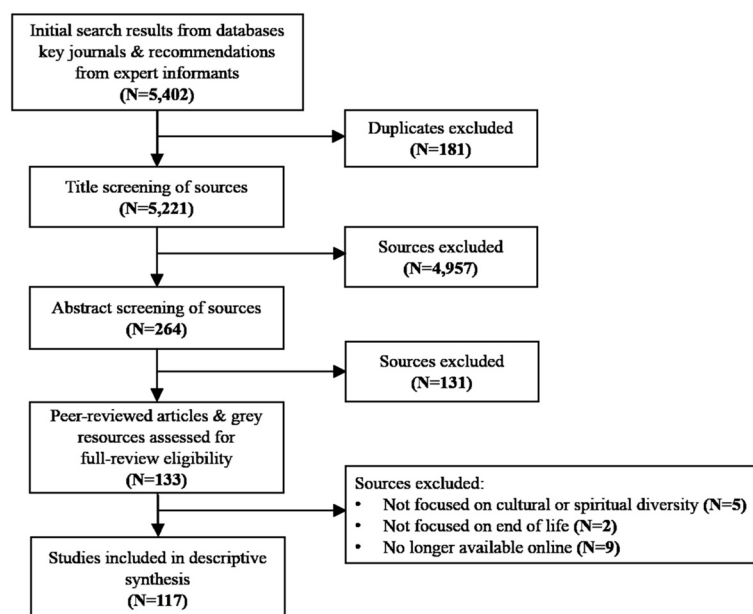 Initial search results from databases
key journals & recommendations
from expert informants
(N=5,402)
Duplicates excluded
(N=181)
Title screening of sources
(N=5,221)
Sources excluded
(N=4,957)
Abstract screening of sources
(N=264)
Sources excluded
(N=131)
Peer-reviewed articles & grey
resources assessed for
full-review eligibility
(N=133)
Sources excluded:
• Not focused on cultural or spiritual diversity (N=5)
• Not focused on end of life (N=2)
• No longer available online (N=9)
Studies included in descriptive
synthesis
(N=117)